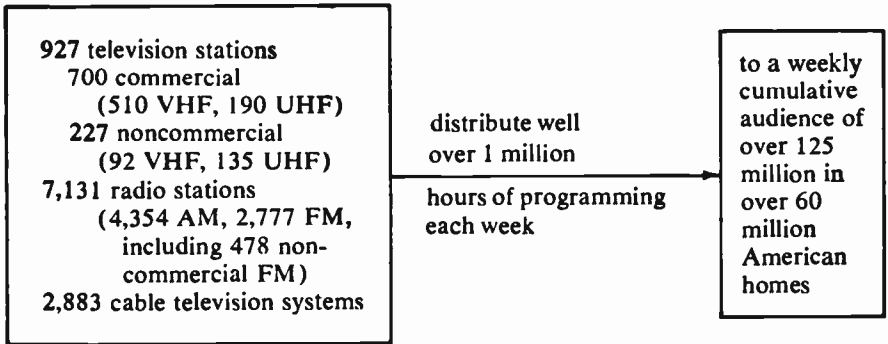 927 television stations
700 commercial
(510 VHF, 190 UHF)
227 noncommercial
(92 VHF, 135 UHF)
7,131 radio stations
(4,354 AM, 2,777 FM,
including 478 non-
commercial FM)
2,883 cable television systems
distribute well
over 1 million
hours of programming
each week
to a weekly
cumulative
audience of
over 125
million in
over 60
million
American
homes